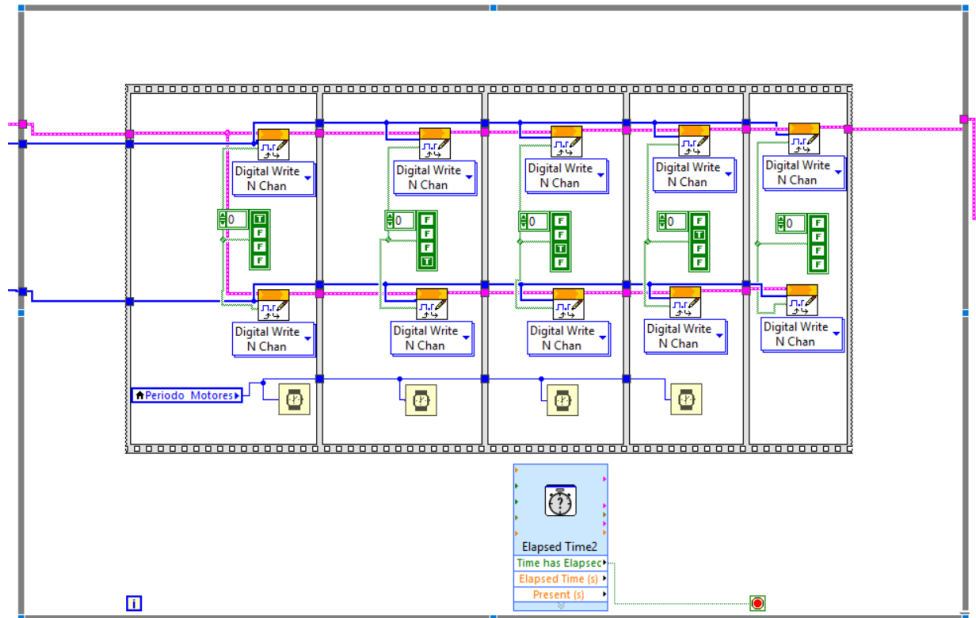 Digital Write
N Chan
Digital Write
N Chan
Digital Write
N Chan
Digital Write
N Chan
Digital Write
N Chan
0
T
F
F
F
0
F
F
F
T
0
F
F
T
F
0
F
T
F
F
0
F
F
F
F
Digital Write
N Chan
Digital Write
N Chan
Digital Write
N Chan
Digital Write
N Chan
Digital Write
N Chan
Periodo Motores
?
Elapsed Time2
Time has Elapsec
Elapsed Time (s)
Present (s)
i